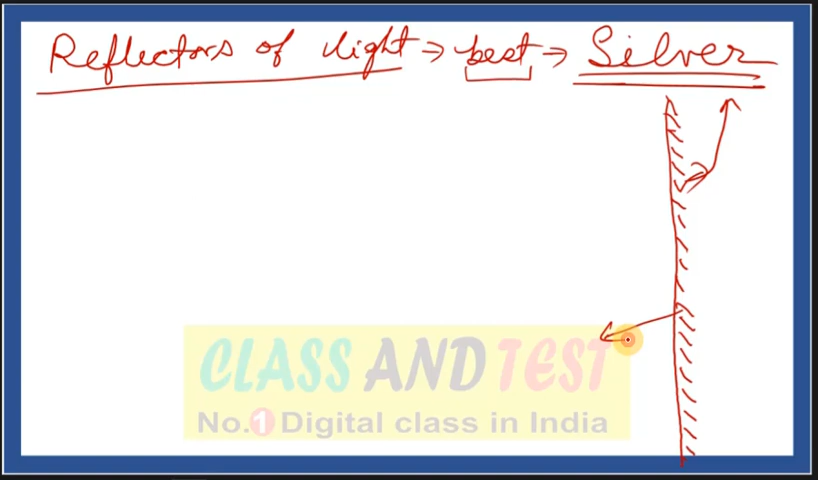 Reflectors of light ⇒ best ⇒ Silver
CLASS AND TEST
No.1 Digital class in India